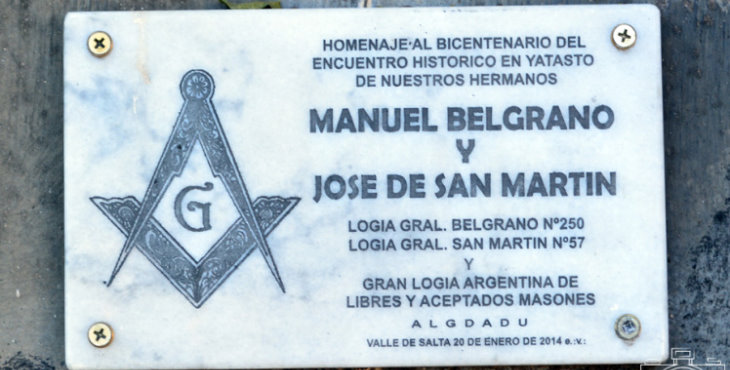 HOMENAJE AL BICENTENARIO DEL
ENCUENTRO HISTORICO EN YATASTO
DE NUESTROS HERMANOS
MANUEL BELGRANO
Y
JOSE DE SAN MARTIN
G
LOGIA GRAL. BELGRANO Nº250
LOGIA GRAL. SAN MARTIN Nº57
Y
GRAN LOGIA ARGENTINA DE
LIBRES Y ACEPTADOS MASONES
A L G D A D U
VALLE DE SALTA 20 DE ENERO DE 2014 e.:v.: